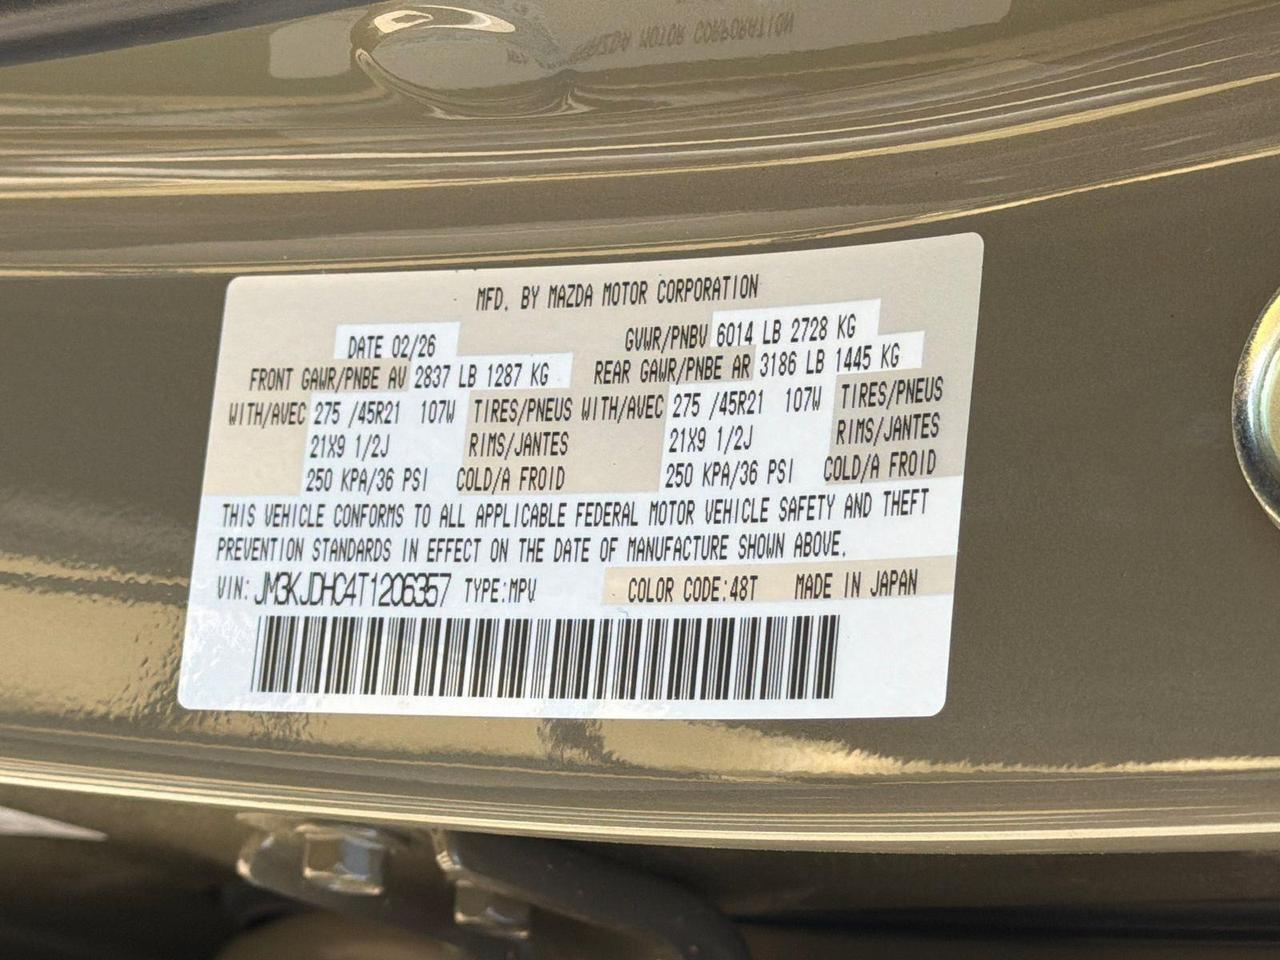 MFD. BY MAZDA MOTOR CORPORATION
DATE 02/26 GVWR/PNBV 6014 LB 2728 KG
FRONT GAWR/PNBE AV 2837 LB 1287 KG REAR GAWR/PNBE AR 3186 LB 1445 KG
WITH/AVEC 275 /45R21 107W TIRES/PNEUS WITH/AVEC 275 /45R21 107W TIRES/PNEUS
21X9 1/2J RIMS/JANTES 21X9 1/2J RIMS/JANTES
250 KPA/36 PSI COLD/A FROID 250 KPA/36 PSI COLD/A FROID
THIS VEHICLE CONFORMS TO ALL APPLICABLE FEDERAL MOTOR VEHICLE SAFETY AND THEFT
PREVENTION STANDARDS IN EFFECT ON THE DATE OF MANUFACTURE SHOWN ABOVE.
VIN: JM3KJDHC4T1206357 TYPE:MPV COLOR CODE:48T MADE IN JAPAN